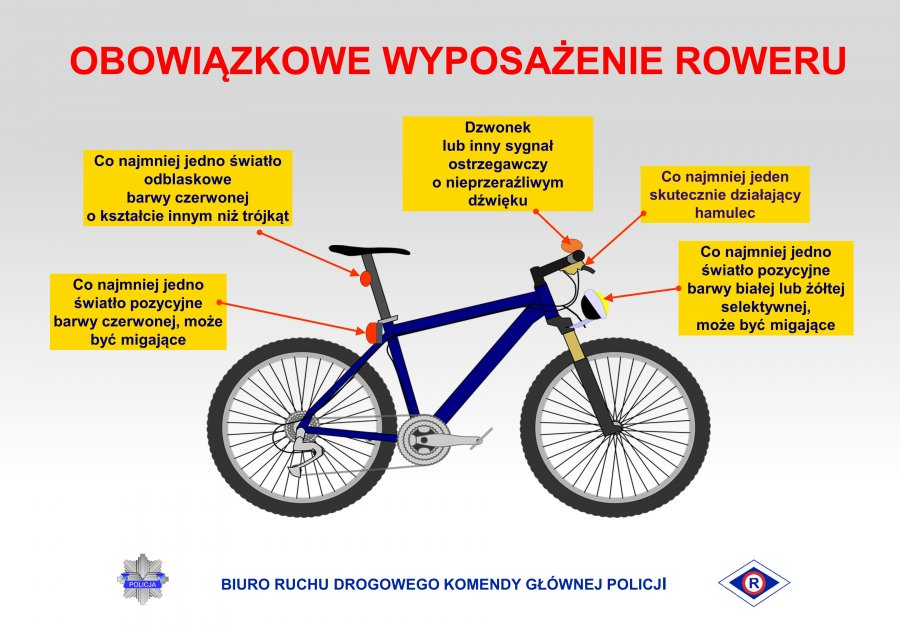 OBOWIĄZKOWE WYPOSAŻENIE ROWERU
Co najmniej jedno światło
odblaskowe
barwy czerwonej
o kształcie innym niż trójkąt
Dzwonek
lub inny sygnał
ostrzegawczy
o nieprzeraźliwym
dźwięku
Co najmniej jeden
skutecznie działający
hamulec
Co najmniej jedno
światło pozycyjne
barwy czerwonej, może
być migające
Co najmniej jedno
światło pozycyjne
barwy białej lub żółtej
selektywnej,
może być migające
POLICJA
BIURO RUCHU DROGOWEGO KOMENDY GŁÓWNEJ POLICJI
R